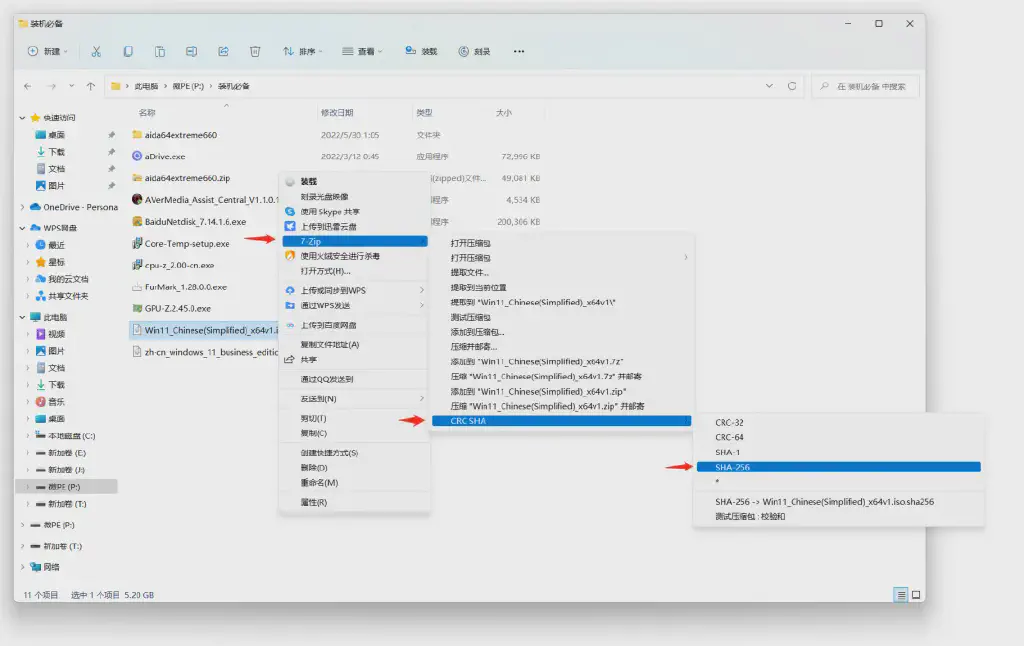 装机必备
新建
排序
查看
装载
刻录
此电脑 > 微PE (P:) > 装机必备
在 装机必备 中搜索
名称 修改日期 类型 大小
快速访问
桌面
下载
文档
图片
OneDrive - Persona
WPS网盘
最近
星标
我的云文档
共享文件夹
此电脑
视频
图片
文档
下载
音乐
桌面
本地磁盘 (C:)
新加卷 (E:)
新加卷 (J:)
微PE (P:)
新加卷 (T:)
微PE (P:)
新加卷 (T:)
网络
aida64extreme660 2022/5/30 1:05 文件夹
aDrive.exe 2022/3/12 0:45 应用程序 72,996 KB
aida64extreme660.zip (zipped)文件... 49,081 KB
AVerMedia_Assist_Central_V1.1.0.1 程序 4,534 KB
BaiduNetdisk_7.14.1.6.exe 程序 200,306 KB
Core-Temp-setup.exe
cpu-z_2.00-cn.exe
FurMark_1.28.0.0.exe
GPU-Z.2.45.0.exe
Win11_Chinese(Simplified)_x64v1.i
zh-cn_windows_11_business_editio
装载
刻录光盘映像
使用 Skype 共享
上传到迅雷云盘
7-Zip
使用火绒安全进行杀毒
打开方式(H)...
上传或同步到WPS
通过WPS发送
上传到百度网盘
复制文件地址(A)
共享
通过QQ发送到
发送到(N)
剪切(T)
复制(C)
创建快捷方式(S)
删除(D)
重命名(M)
属性(R)
打开压缩包
打开压缩包
提取文件...
提取到当前位置
提取到 "Win11_Chinese(Simplified)_x64v1\"
测试压缩包
添加到压缩包...
压缩并邮寄...
添加到 "Win11_Chinese(Simplified)_x64v1.7z"
压缩 "Win11_Chinese(Simplified)_x64v1.7z" 并邮寄
添加到 "Win11_Chinese(Simplified)_x64v1.zip"
压缩 "Win11_Chinese(Simplified)_x64v1.zip" 并邮寄
CRC SHA
CRC-32
CRC-64
SHA-1
SHA-256
*
SHA-256 -> Win11_Chinese(Simplified)_x64v1.iso.sha256
测试压缩包 : 校验和
11 个项目 选中 1 个项目 5.20 GB